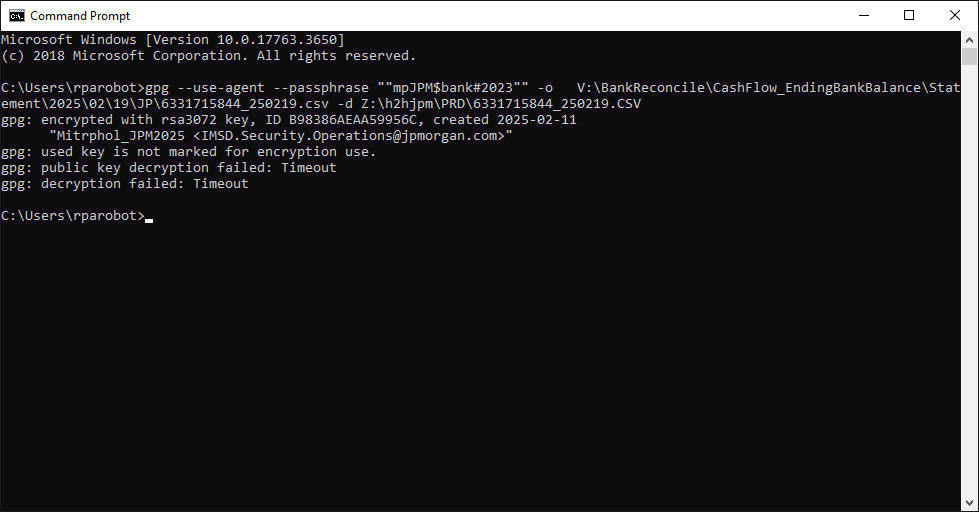 Command Prompt
Microsoft Windows [Version 10.0.17763.3650]
(c) 2018 Microsoft Corporation. All rights reserved.
C:\Users\rparobot>gpg --use-agent --passphrase ""mpJPM$bank#2023"" -o   V:\BankReconcile\CashFlow_EndingBankBalance\Stat
ement\2025\02\19\JP\6331715844_250219.csv -d Z:\h2hjpm\PRD\6331715844_250219.CSV
gpg: encrypted with rsa3072 key, ID B98386AEAA59956C, created 2025-02-11
      "Mitrphol_JPM2025 <IMSD.Security.Operations@jpmorgan.com>"
gpg: used key is not marked for encryption use.
gpg: public key decryption failed: Timeout
gpg: decryption failed: Timeout
C:\Users\rparobot>